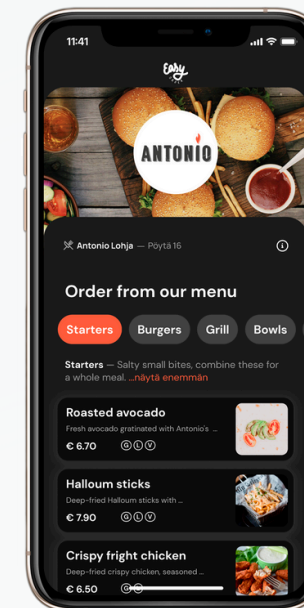 11:41
Easy
ANTONIO
Antonio Lohja — Pöytä 16
Order from our menu
Starters Burgers Grill Bowls
Starters — Salty small bites, combine these for
a whole meal. ...näytä enemmän
Roasted avocado
Fresh avocado gratinated with Antonio's ...
€ 6.70 G L V
Halloum sticks
Deep-fried Halloum sticks with ...
€ 7.90 G L V
Crispy fright chicken
Deep-fried crispy chicken, seasoned ...
€ 6.50 G